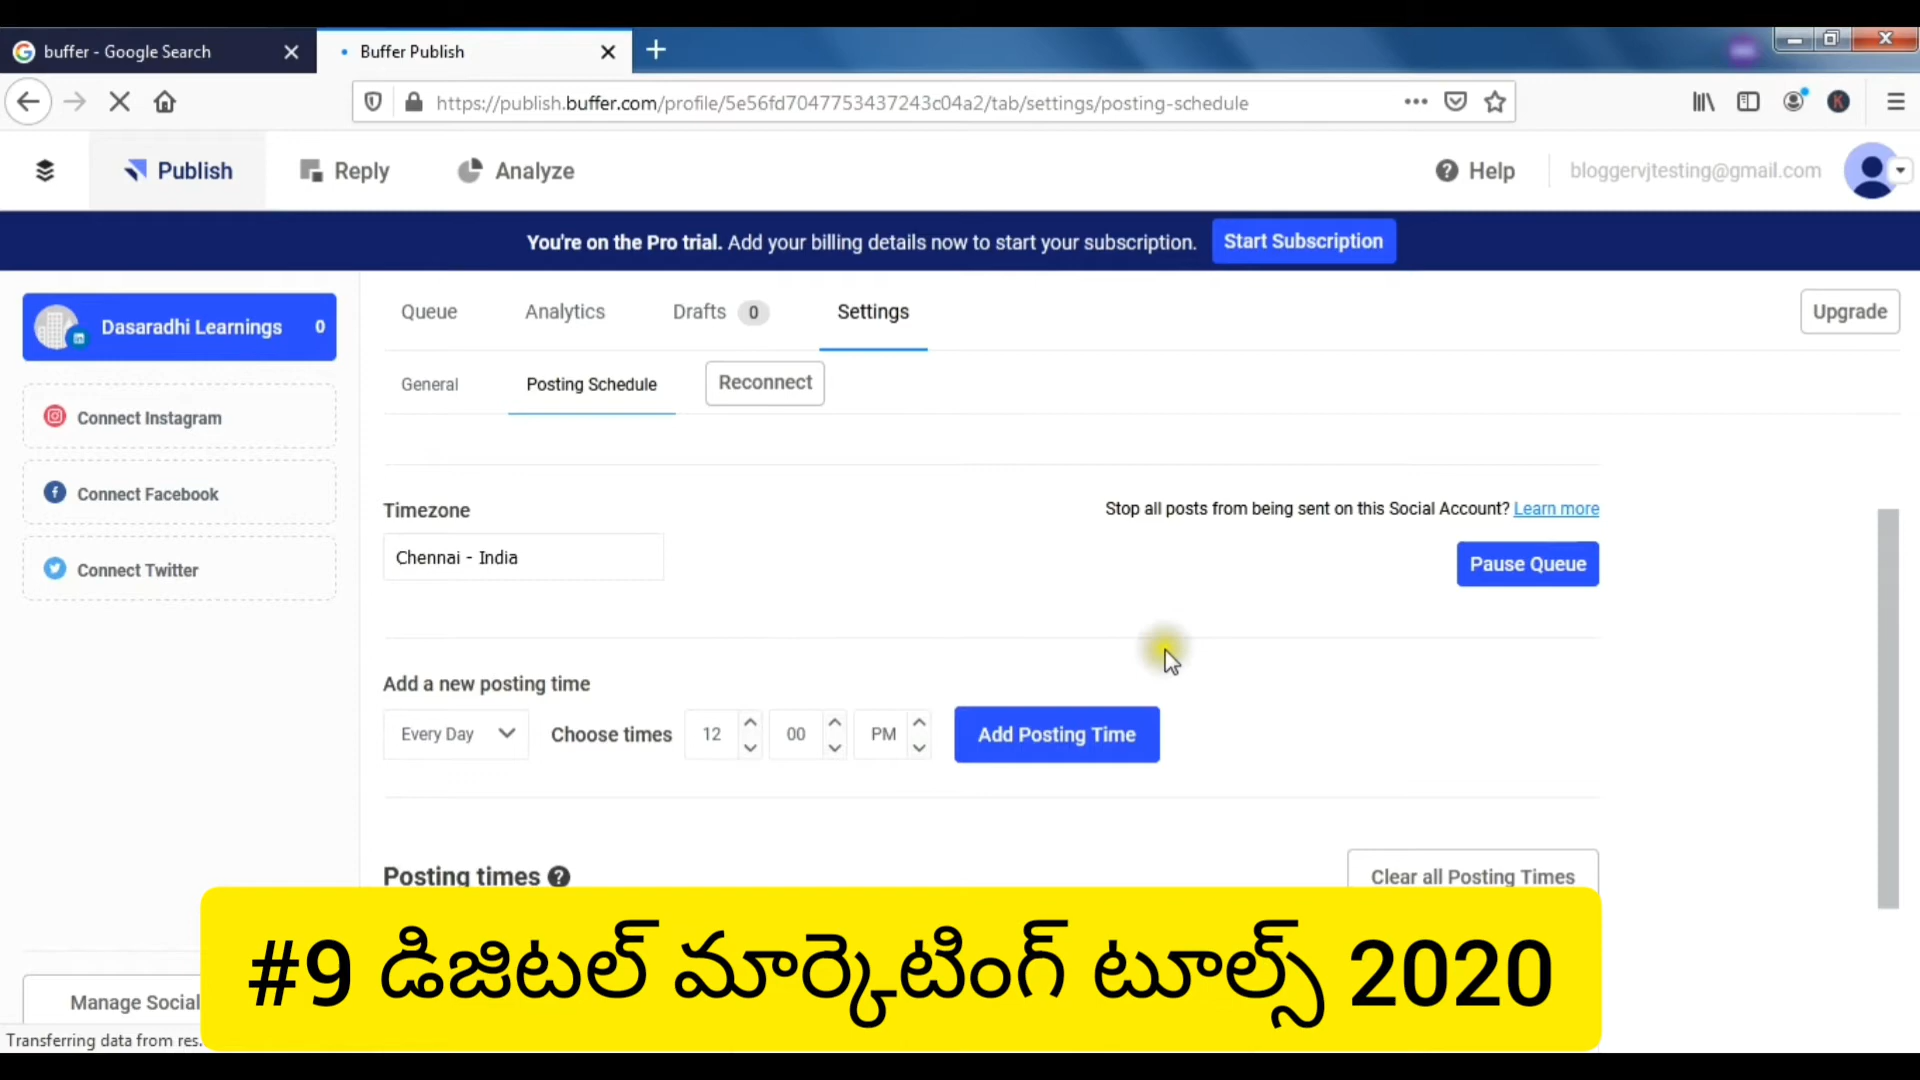 buffer - Google Search
Buffer Publish
https://publish.buffer.com/profile/5e56fd7047753437243c04a2/tab/settings/posting-schedule
Publish
Reply
Analyze
Help
bloggervjtesting@gmail.com
You're on the Pro trial. Add your billing details now to start your subscription.
Start Subscription
Dasaradhi Learnings 0
Queue
Analytics
Drafts 0
Settings
Upgrade
General
Posting Schedule
Reconnect
Connect Instagram
Connect Facebook
Connect Twitter
Timezone
Chennai - India
Stop all posts from being sent on this Social Account? Learn more
Pause Queue
Add a new posting time
Every Day
Choose times
12
00
PM
Add Posting Time
Posting times
Clear all Posting Times
#9 డిజిటల్ మార్కెటింగ్ టూల్స్ 2020
Manage Social
Transferring data from res